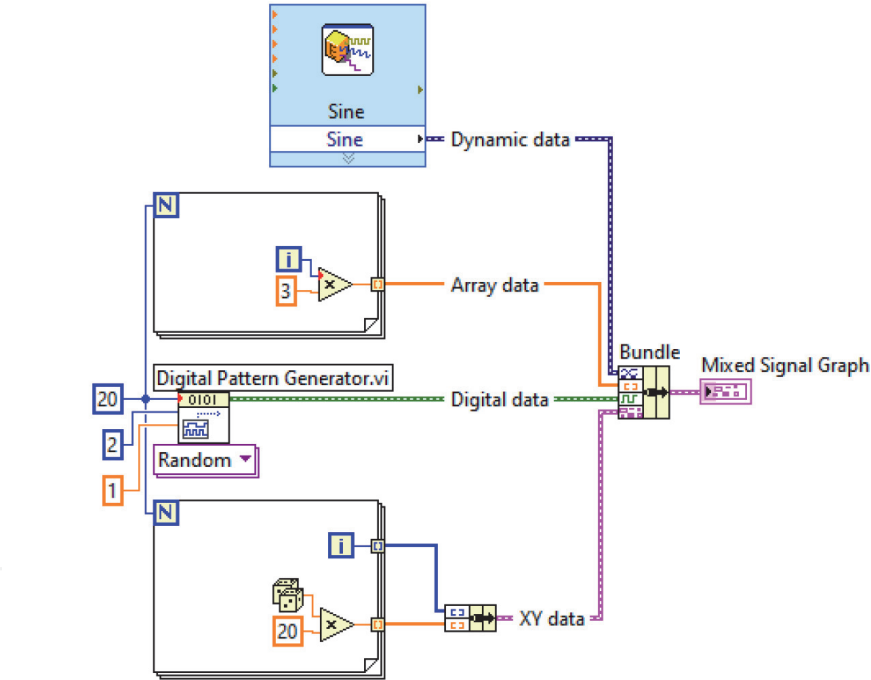 Sine
Sine
Dynamic data
N
i
3
x
Array data
Bundle
Mixed Signal Graph
Digital Pattern Generator.vi
20
0101
Digital data
2
Random
1
N
i
20
x
XY data